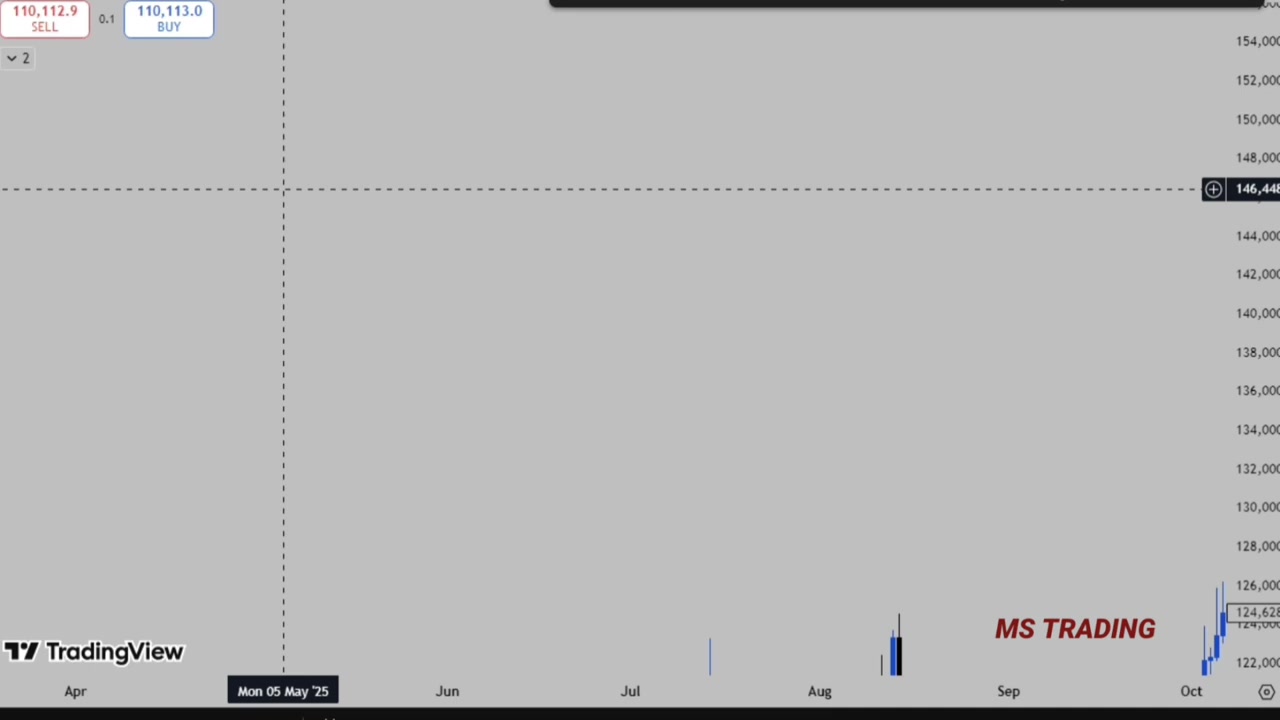 110,112.9
SELL
0.1
110,113.0
BUY
2
154,000
152,000
150,000
148,000
146,448
144,000
142,000
140,000
138,000
136,000
134,000
132,000
130,000
128,000
126,000
124,628
124,000
122,000
MS TRADING
TradingView
Apr
Mon 05 May '25
Jun
Jul
Aug
Sep
Oct